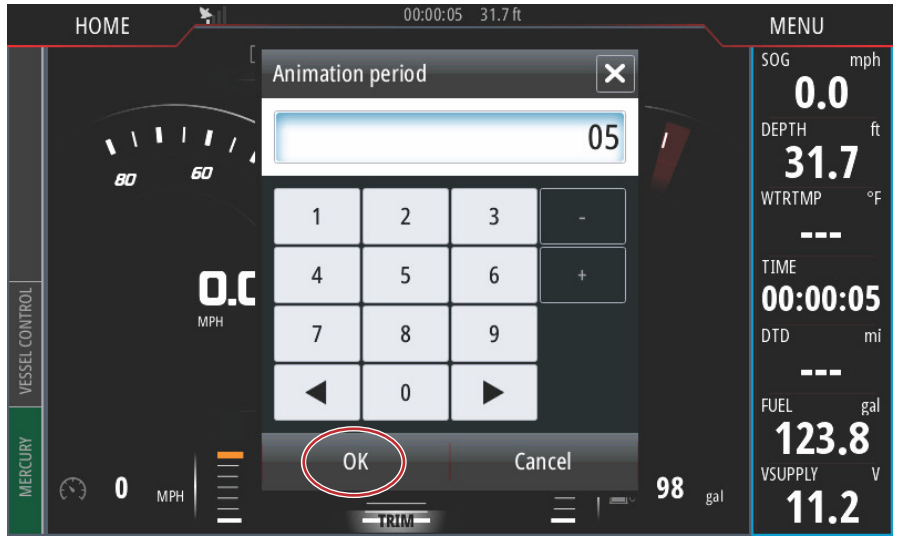 HOME
00:00:05 31.7 ft
MENU
Animation period
05
1 2 3 -
4 5 6 +
7 8 9
0
OK Cancel
80 60
0.0
MPH
VESSEL CONTROL
MERCURY
0 MPH
TRIM
98 gal
SOG mph
0.0
DEPTH ft
31.7
WTRTMP °F
---
TIME
00:00:05
DTD mi
---
FUEL gal
123.8
VSUPPLY V
11.2